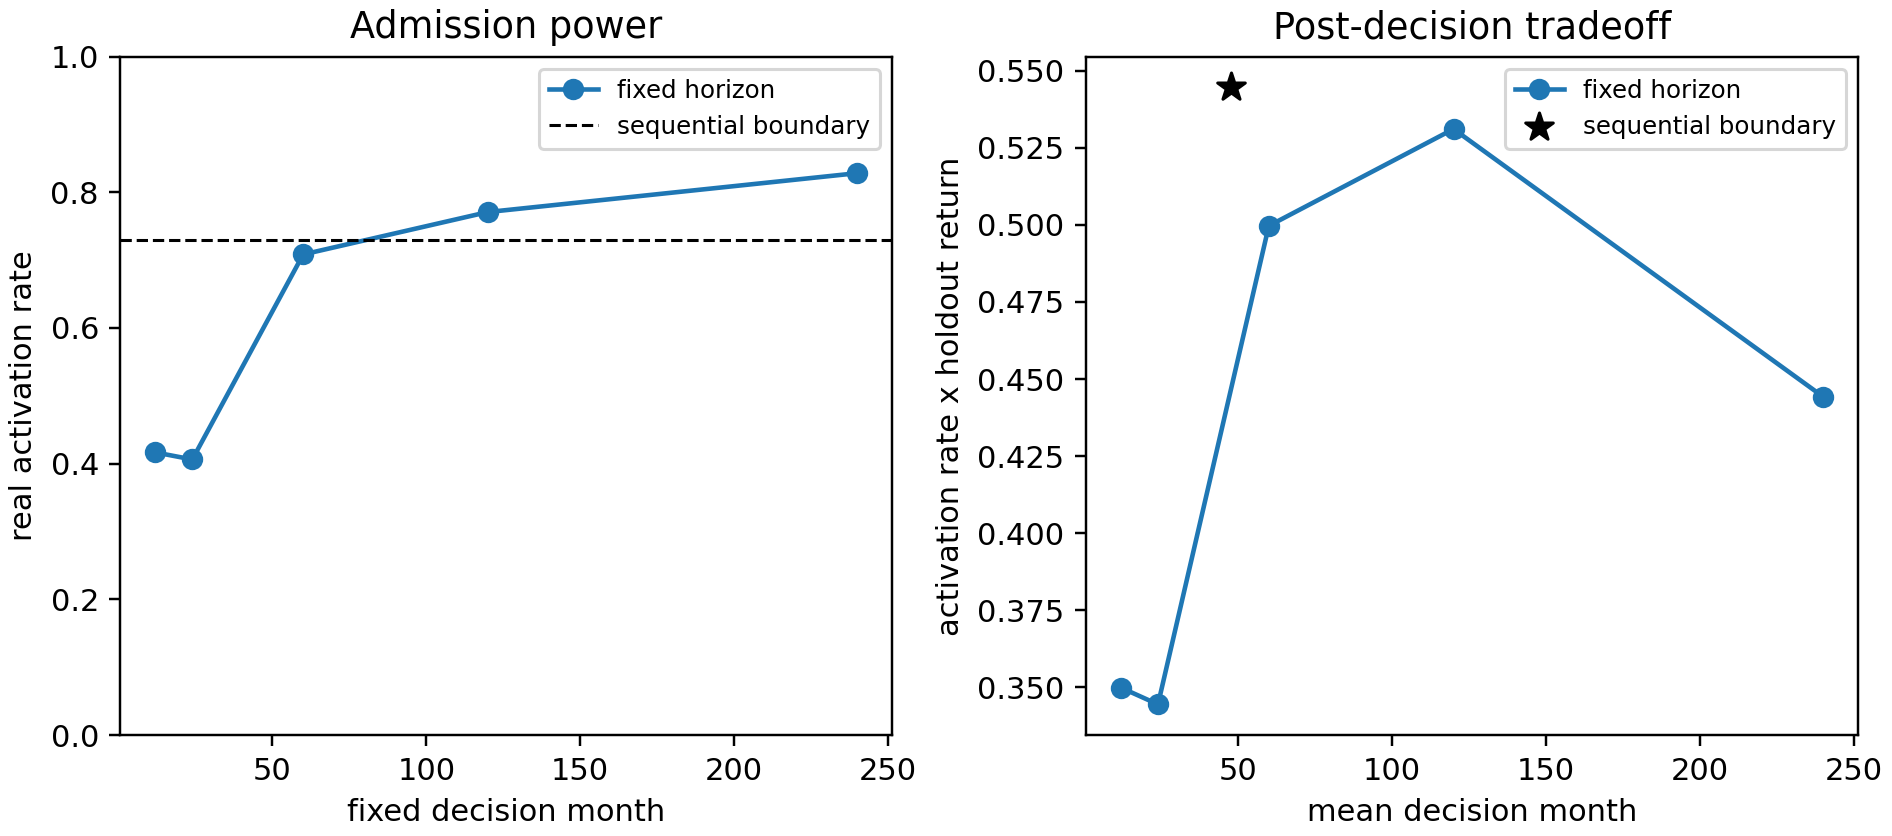 Admission power
1.0
0.8
0.6
0.4
0.2
0.0
real activation rate
fixed horizon
sequential boundary
50
100
150
200
250
fixed decision month
Post-decision tradeoff
0.550
0.525
0.500
0.475
0.450
0.425
0.400
0.375
0.350
activation rate x holdout return
fixed horizon
sequential boundary
50
100
150
200
250
mean decision month